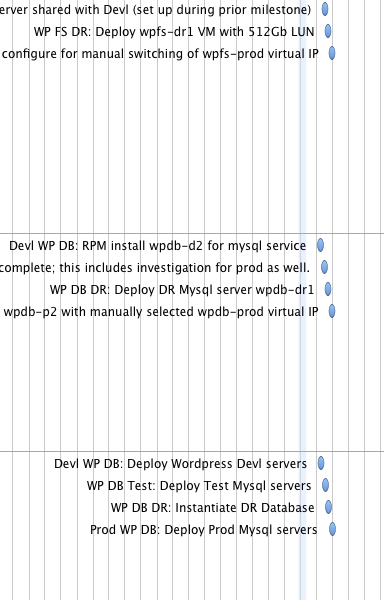 erver shared with Devl (set up during prior milestone)
WP FS DR: Deploy wpfs-dr1 VM with 512Gb LUN
configure for manual switching of wpfs-prod virtual IP
Devl WP DB: RPM install wpdb-d2 for mysql service
complete; this includes investigation for prod as well.
WP DB DR: Deploy DR Mysql server wpdb-dr1
wpdb-p2 with manually selected wpdb-prod virtual IP
Devl WP DB: Deploy Wordpress Devl servers
WP DB Test: Deploy Test Mysql servers
WP DB DR: Instantiate DR Database
Prod WP DB: Deploy Prod Mysql servers